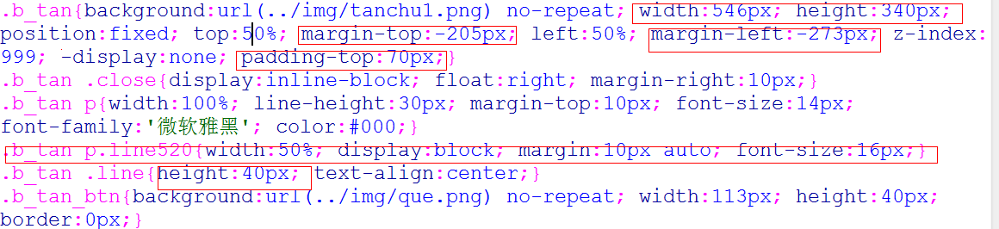 .b_tan{background:url(../img/tanchu1.png) no-repeat; width:546px; height:340px;
position:fixed; top:50%; margin-top:-205px; left:50%; margin-left:-273px; z-index:
999; -display:none; padding-top:70px;}
.b_tan .close{display:inline-block; float:right; margin-right:10px;}
.b_tan p{width:100%; line-height:30px; margin-top:10px; font-size:14px;
font-family:'微软雅黑'; color:#000;}
.b_tan p.line520{width:50%; display:block; margin:10px auto; font-size:16px;}
.b_tan .line{height:40px; text-align:center;}
.b_tan_btn{background:url(../img/que.png) no-repeat; width:113px; height:40px;
border:0px;}